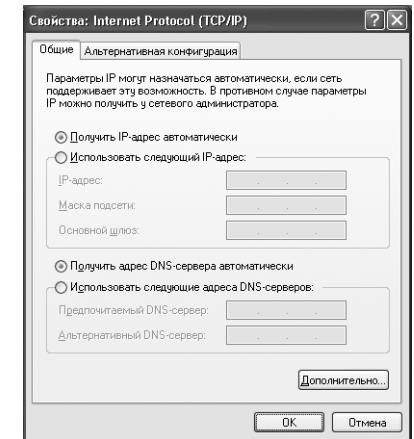 Свойства: Internet Protocol (TCP/IP)
Общие Альтернативная конфигурация
Параметры IP могут назначаться автоматически, если сеть
поддерживает эту возможность. В противном случае параметры
IP можно получить у сетевого администратора.
Получить IP-адрес автоматически
Использовать следующий IP-адрес:
IP-адрес:
Маска подсети:
Основной шлюз:
Получить адрес DNS-сервера автоматически
Использовать следующие адреса DNS-серверов:
Предпочитаемый DNS-сервер:
Альтернативный DNS-сервер:
Дополнительно...
OK Отмена